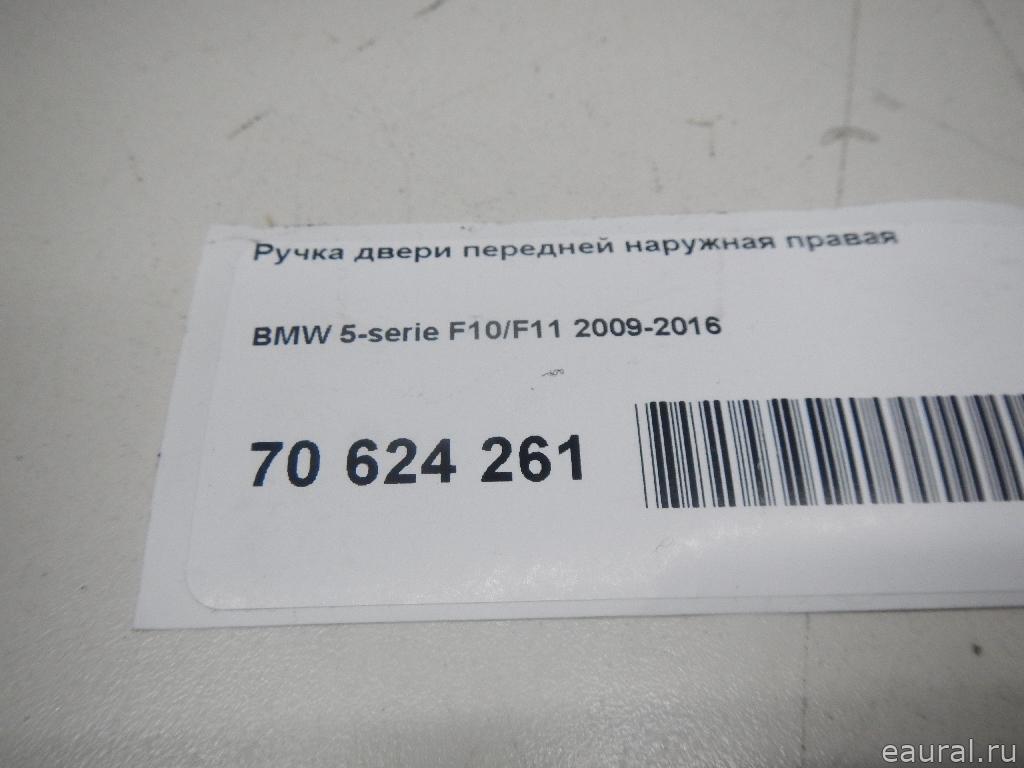 Ручка двери передней наружная правая
BMW 5-serie F10/F11 2009-2016
70 624 261
eaural.ru